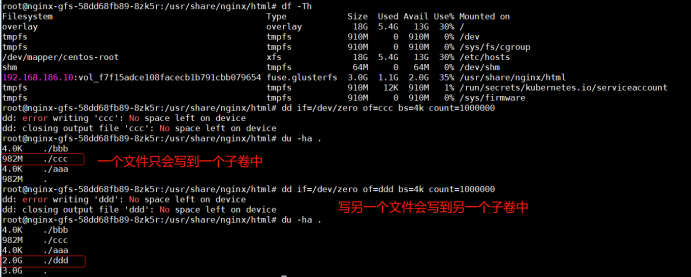 root@nginx-gfs-58dd68fb89-8zk5r:/usr/share/nginx/html# df -Th
Filesystem Type Size Used Avail Use% Mounted on
overlay overlay 18G 5.4G 13G 30% /
tmpfs tmpfs 910M 0 910M 0% /dev
tmpfs tmpfs 910M 0 910M 0% /sys/fs/cgroup
/dev/mapper/centos-root xfs 18G 5.4G 13G 30% /etc/hosts
shm tmpfs 64M 0 64M 0% /dev/shm
192.168.186.10:vol_f7f15adce108facecb1b791cbb079654 fuse.glusterfs 3.0G 1.1G 2.0G 35% /usr/share/nginx/html
tmpfs tmpfs 910M 12K 910M 1% /run/secrets/kubernetes.io/serviceaccount
tmpfs tmpfs 910M 0 910M 0% /sys/firmware
root@nginx-gfs-58dd68fb89-8zk5r:/usr/share/nginx/html# dd if=/dev/zero of=ccc bs=4k count=1000000
dd: error writing 'ccc': No space left on device
dd: closing output file 'ccc': No space left on device
root@nginx-gfs-58dd68fb89-8zk5r:/usr/share/nginx/html# du -ha .
4.0K ./bbb
982M ./ccc 一个文件只会写到一个子卷中
4.0K ./aaa
982M .
root@nginx-gfs-58dd68fb89-8zk5r:/usr/share/nginx/html# dd if=/dev/zero of=ddd bs=4k count=1000000
dd: error writing 'ddd': No space left on device
dd: closing output file 'ddd': No space left on device 写另一个文件会写到另一个子卷中
root@nginx-gfs-58dd68fb89-8zk5r:/usr/share/nginx/html# du -ha .
4.0K ./bbb
982M ./ccc
4.0K ./aaa
2.0G ./ddd
3.0G .